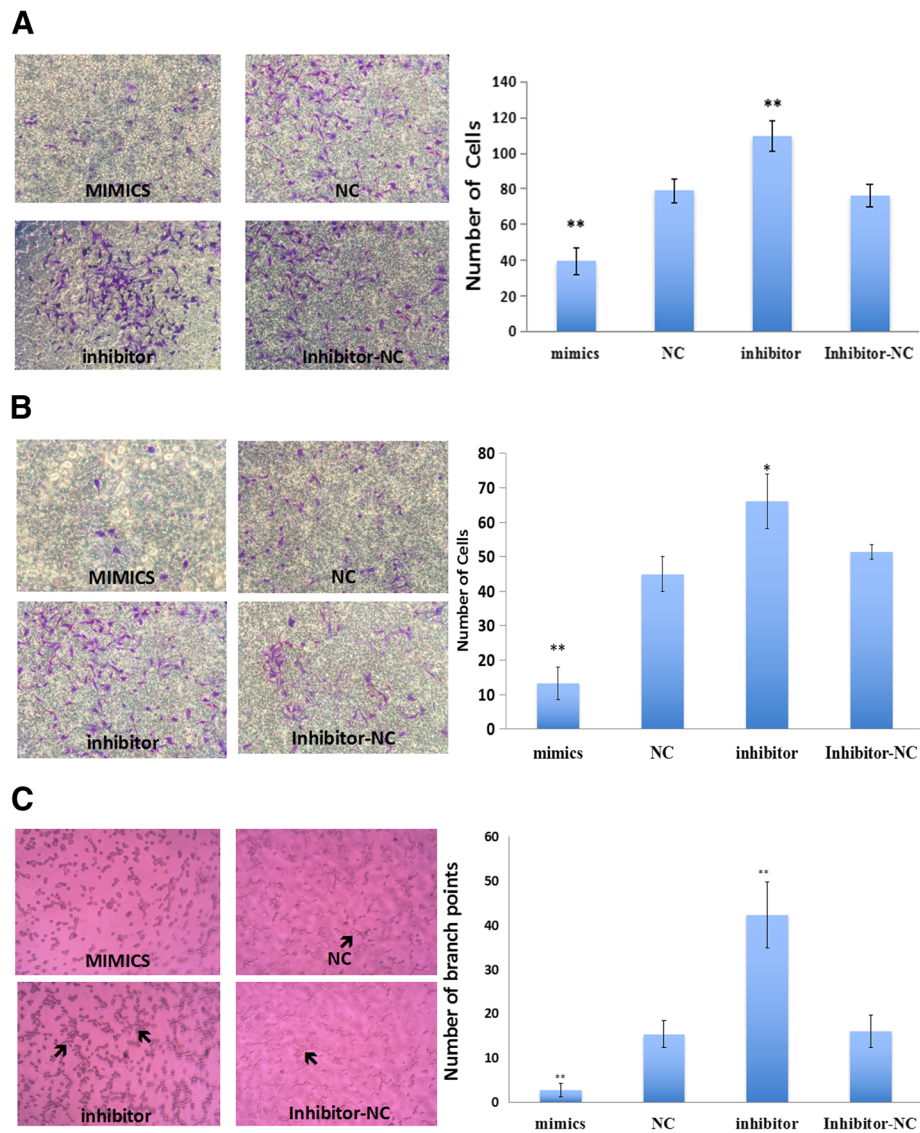 A
MIMICS
NC
inhibitor
Inhibitor-NC
Number of Cells
140
120
100
80
60
40
20
0
**
**
mimics
NC
inhibitor
Inhibitor-NC
B
MIMICS
NC
inhibitor
Inhibitor-NC
Number of Cells
80
70
60
50
40
30
20
10
0
**
*
mimics
NC
inhibitor
Inhibitor-NC
C
MIMICS
NC
inhibitor
Inhibitor-NC
Number of branch points
60
50
40
30
20
10
0
**
**
mimics
NC
inhibitor
Inhibitor-NC